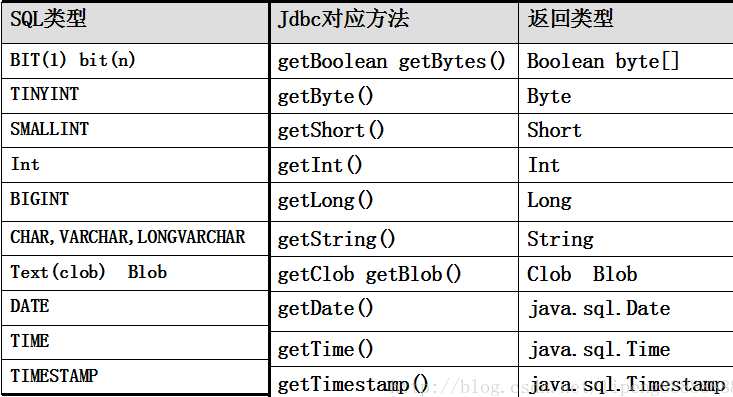 SQL类型 Jdbc对应方法 返回类型
BIT(1) bit(n) getBoolean getBytes() Boolean byte[]
TINYINT getByte() Byte
SMALLINT getShort() Short
Int getInt() Int
BIGINT getLong() Long
CHAR,VARCHAR,LONGVARCHAR getString() String
Text(clob) Blob getClob getBlob() Clob Blob
DATE getDate() java.sql.Date
TIME getTime() java.sql.Time
TIMESTAMP getTimestamp() java.sql.Timestamp